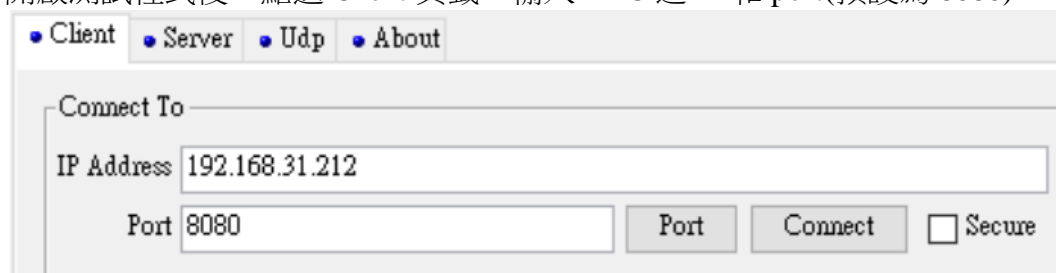 Client Server Udp About
Connect To
IP Address 192.168.31.212
Port 8080 Port Connect Secure